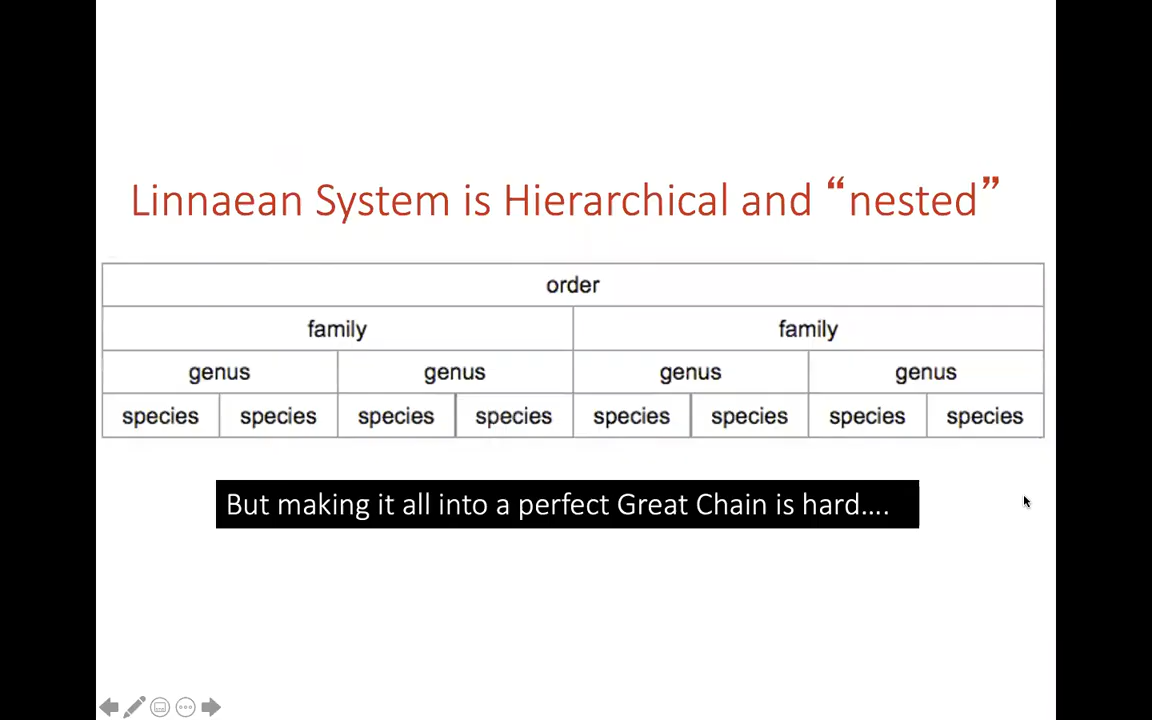 Linnaean System is Hierarchical and “nested”
order
family family
genus genus genus genus
species species species species species species species species
But making it all into a perfect Great Chain is hard....